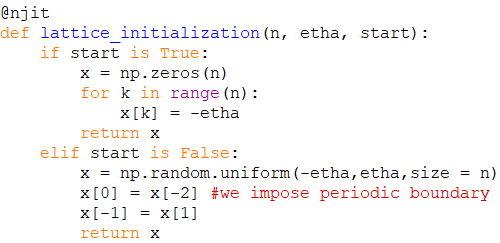 @njit
def lattice_initialization(n, etha, start):
    if start is True:
        x = np.zeros(n)
        for k in range(n):
            x[k] = -etha
        return x
    elif start is False:
        x = np.random.uniform(-etha,etha,size = n)
        x[0] = x[-2] #we impose periodic boundary
        x[-1] = x[1]
        return x